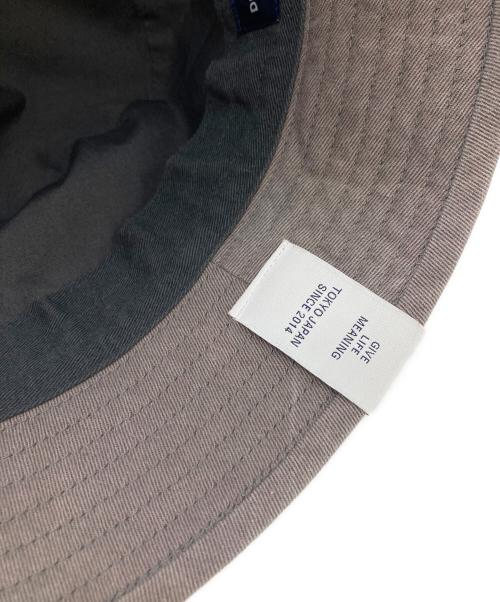 GIVE
LIFE
MEANING
TOKYO JAPAN
SINCE 2014